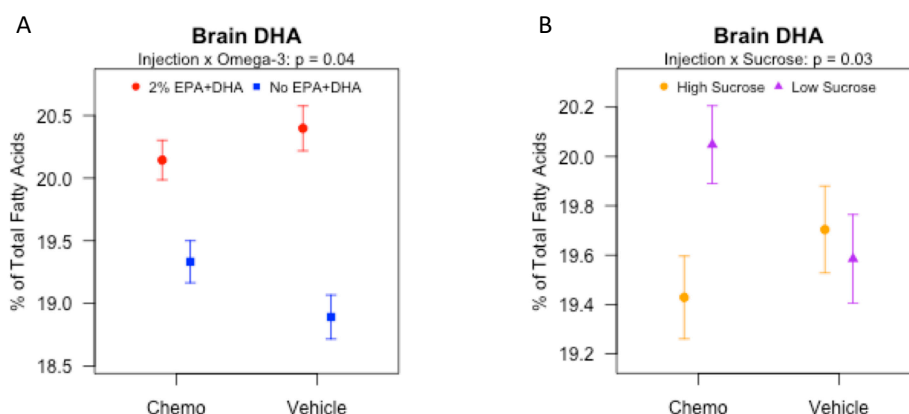 A
Brain DHA
Injection x Omega-3: p = 0.04
2% EPA+DHA No EPA+DHA
% of Total Fatty Acids
20.5
20.0
19.5
19.0
18.5
Chemo Vehicle
B
Brain DHA
Injection x Sucrose: p = 0.03
High Sucrose Low Sucrose
% of Total Fatty Acids
20.2
20.0
19.8
19.6
19.4
19.2
Chemo Vehicle